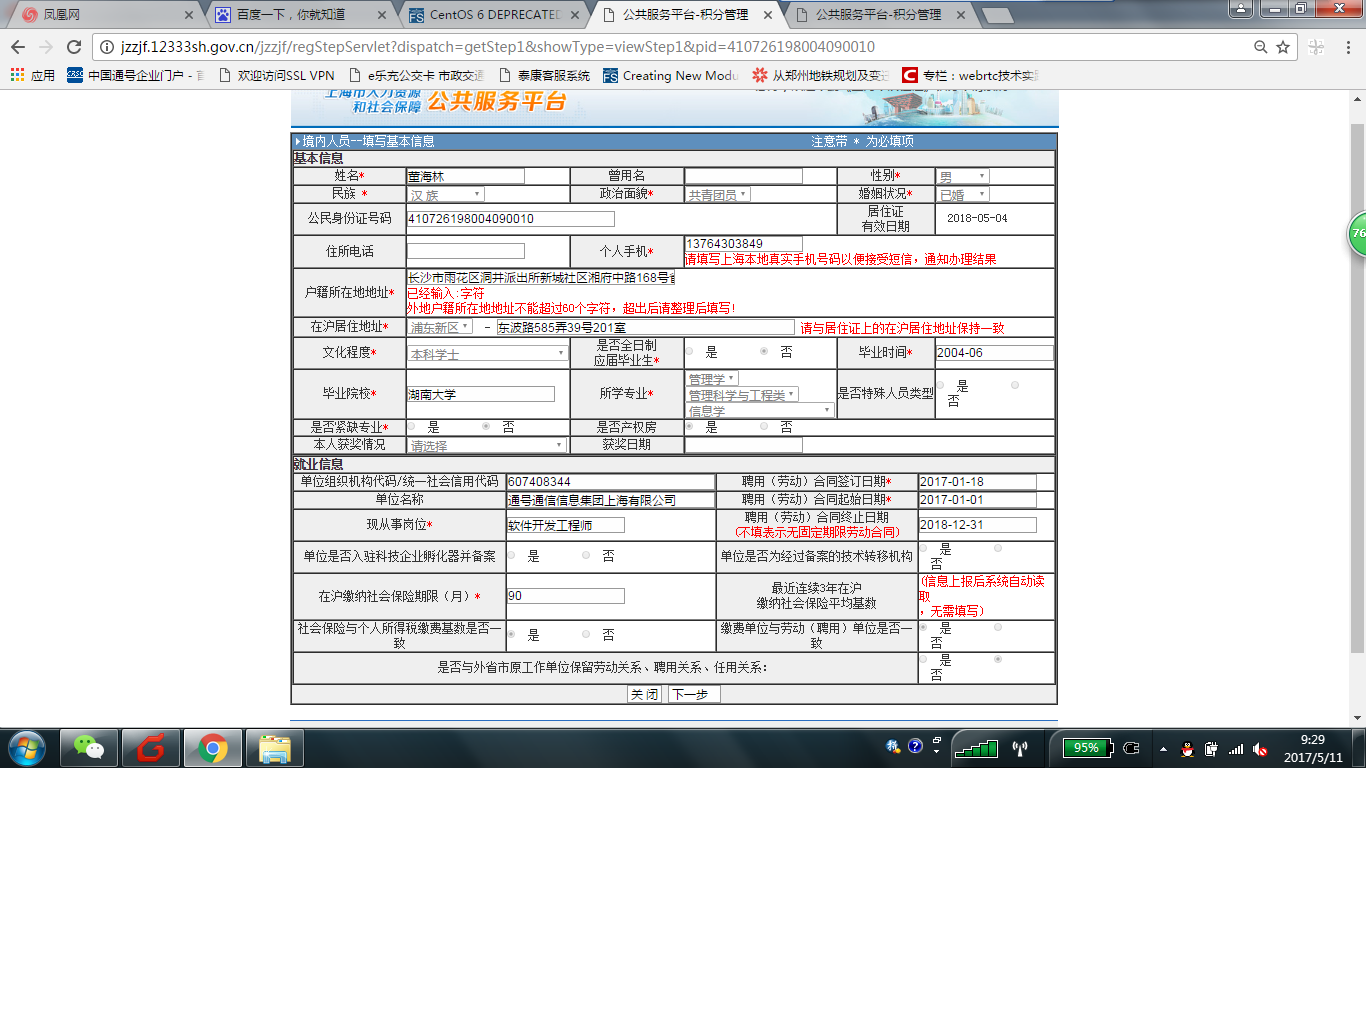 凤凰网
百度一下，你就知道
CentOS 6 DEPRECATED
公共服务平台-积分管理
公共服务平台-积分管理
jzzjf.12333sh.gov.cn/jzzjf/regStepServlet?dispatch=getStep1&showType=viewStep1&pid=410726198004090010
应用 中国通号企业门户 - 欢迎访问SSL VPN e乐充公交卡 市政交通 泰康客服系统 Creating New Modu 从郑州地铁规划及变迁 专栏：webrtc技术实
上海市人力资源
和社会保障 公共服务平台
境内人员--填写基本信息 注意带 * 为必填项
基本信息
姓名* 董海林 曾用名 性别* 男
民族 * 汉 族 政治面貌* 共青团员 婚姻状况* 已婚
公民身份证号码 410726198004090010 居住证
有效日期 2018-05-04
住所电话 个人手机* 13764303849
请填写上海本地真实手机号码以便接受短信，通知办理结果
户籍所在地地址* 长沙市雨花区洞井派出所新城社区湘府中路168号
已经输入:字符
外地户籍所在地地址不能超过60个字符，超出后请整理后填写!
在沪居住地址* 浦东新区 - 东波路585弄39号201室 请与居住证上的在沪居住地址保持一致
文化程度* 本科学士 是否全日制
应届毕业生* 是 否 毕业时间* 2004-06
毕业院校* 湖南大学 所学专业* 管理学
管理科学与工程类
信息学
是否特殊人员类型 是
否
是否紧缺专业* 是 否 是否产权房 是 否
本人获奖情况 请选择 获奖日期
就业信息
单位组织机构代码/统一社会信用代码 607408344 聘用（劳动）合同签订日期* 2017-01-18
单位名称 通号通信信息集团上海有限公司 聘用（劳动）合同起始日期* 2017-01-01
现从事岗位* 软件开发工程师 聘用（劳动）合同终止日期
(不填表示无固定期限劳动合同) 2018-12-31
单位是否入驻科技企业孵化器并备案 是 否 单位是否为经过备案的技术转移机构 是
否
在沪缴纳社会保险期限（月）* 90 最近连续3年在沪
缴纳社会保险平均基数 (信息上报后系统自动读
取
，无需填写)
社会保险与个人所得税缴费基数是否一
致 是 否 缴费单位与劳动（聘用）单位是否一
致 是
否
是否与外省市原工作单位保留劳动关系、聘用关系、任用关系: 是
否
关 闭 下一步
76
95%
9:29
2017/5/11